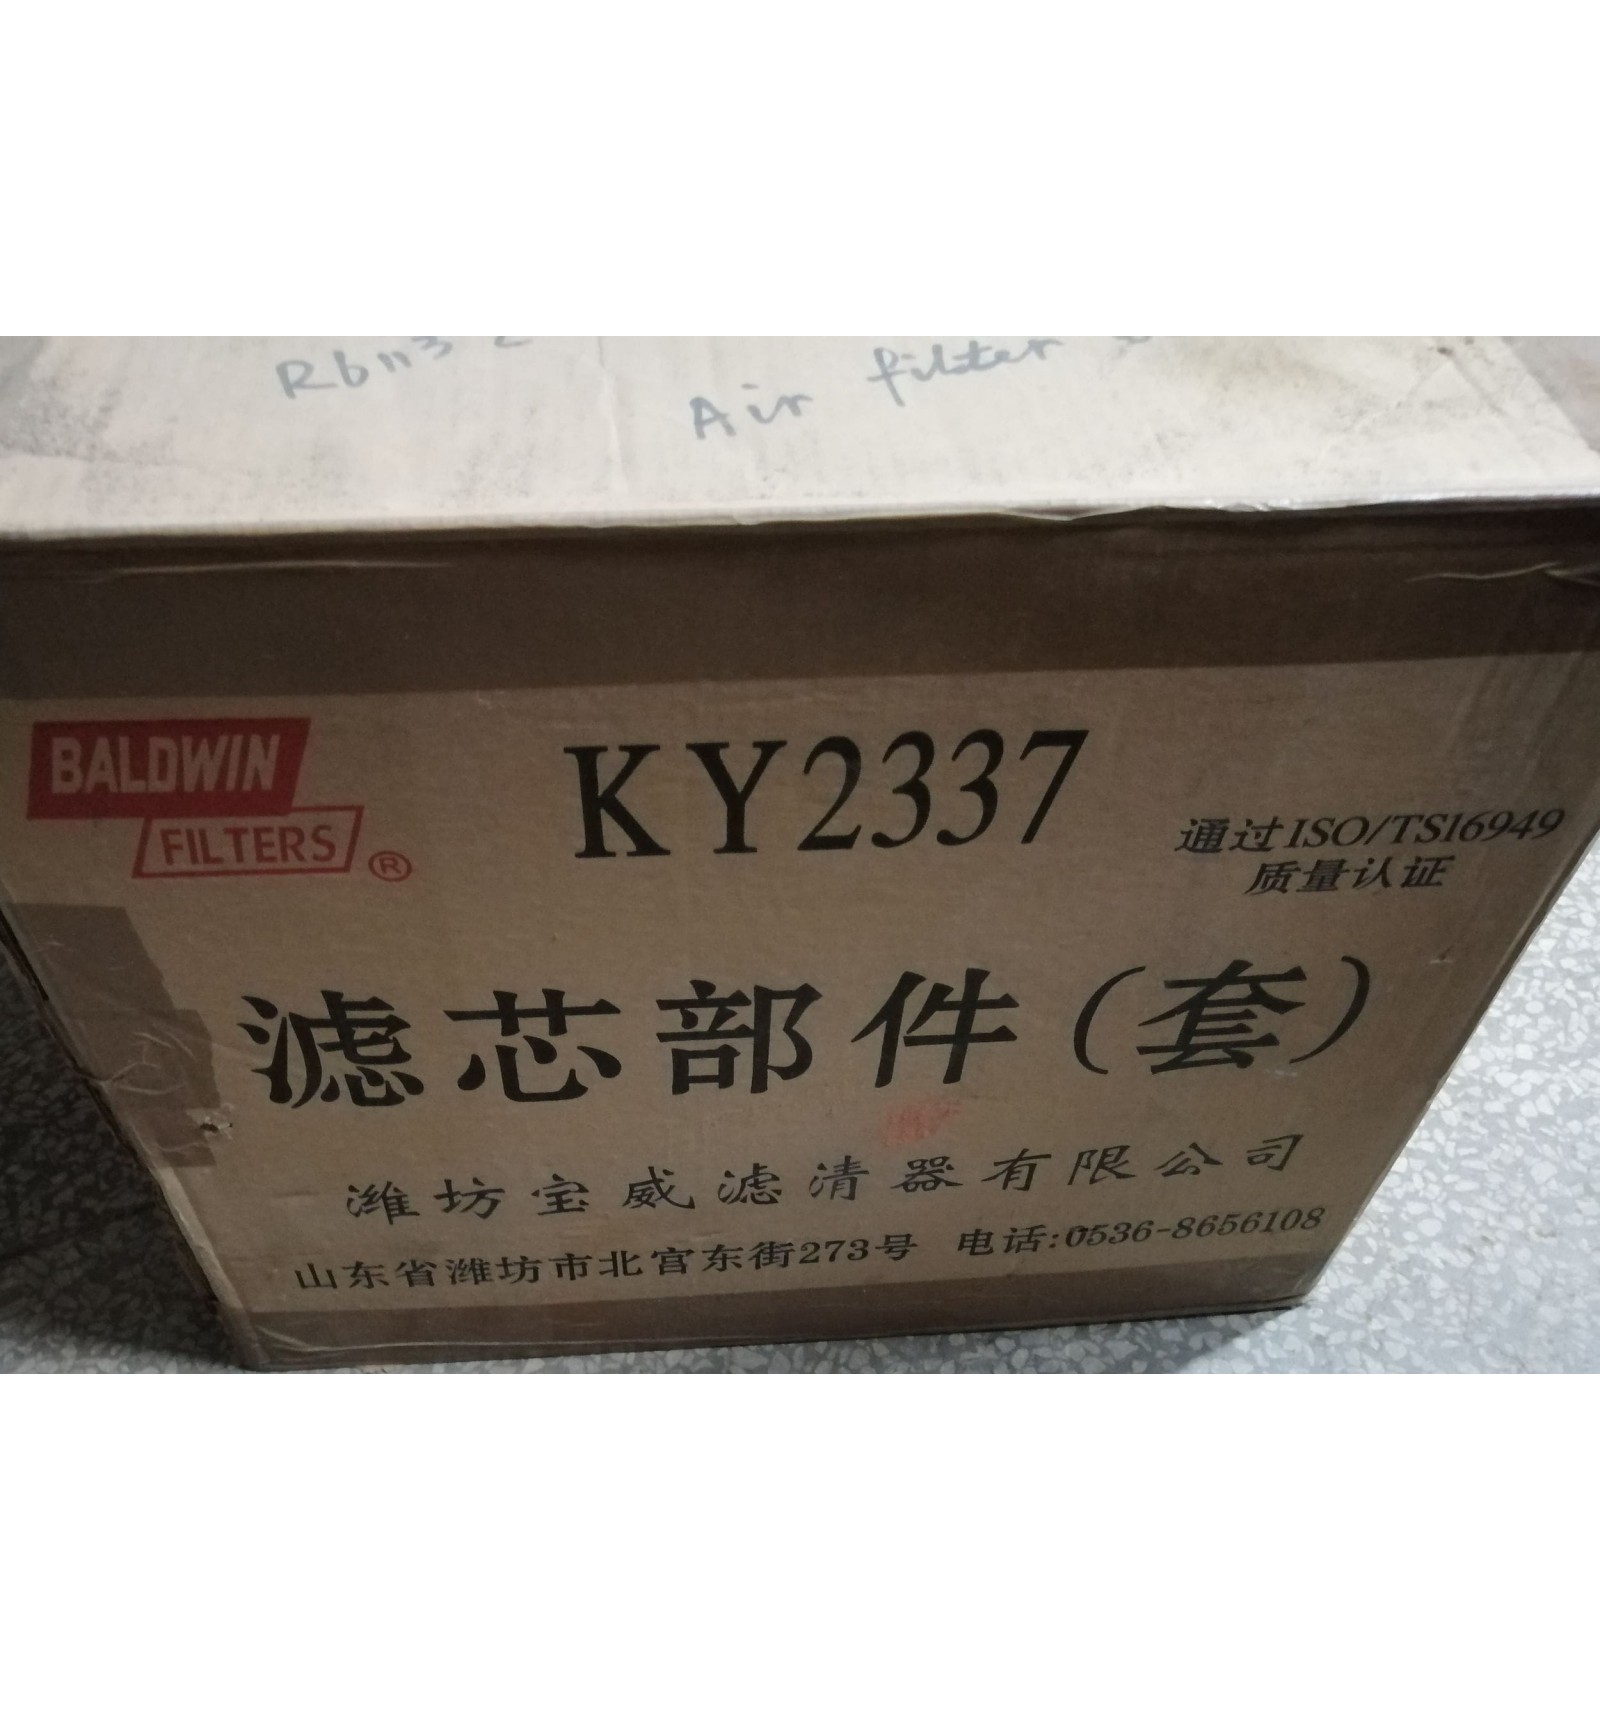 R6113
Air filter
BALDWIN
FILTERS®
KY2337
通过ISO/TS16949
质量认证
滤芯部件(套)
潍坊宝威滤清器有限公司
山东省潍坊市北宫东街273号 电话:0536-8656108